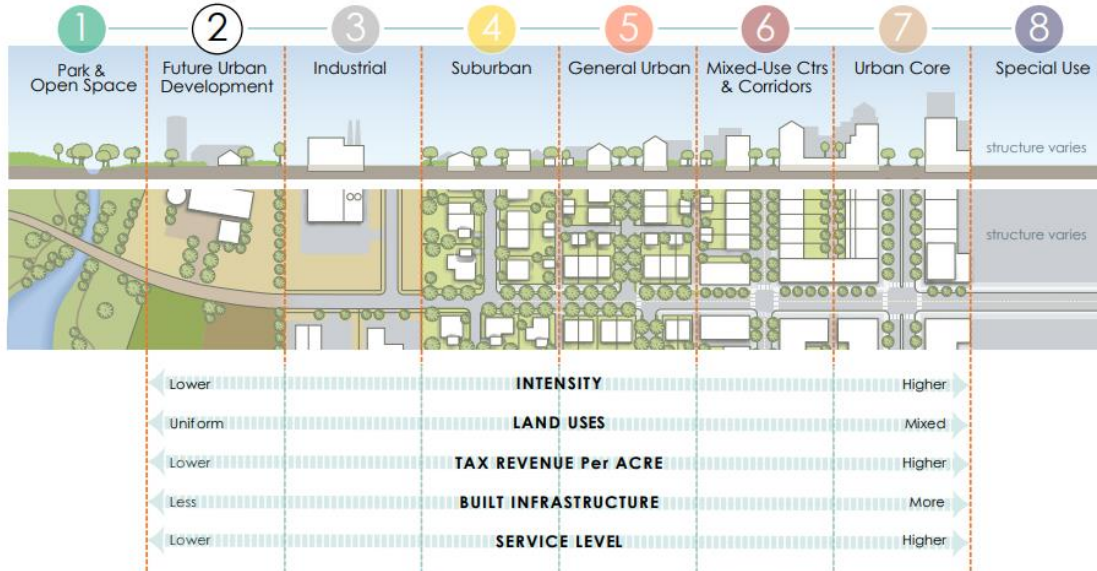 1 2 3 4 5 6 7 8
Park &
Open Space
Future Urban
Development
Industrial
Suburban
General Urban
Mixed-Use Ctrs
& Corridors
Urban Core
Special Use
structure varies
structure varies
Lower INTENSITY Higher
Uniform LAND USES Mixed
Lower TAX REVENUE Per ACRE Higher
Less BUILT INFRASTRUCTURE More
Lower SERVICE LEVEL Higher